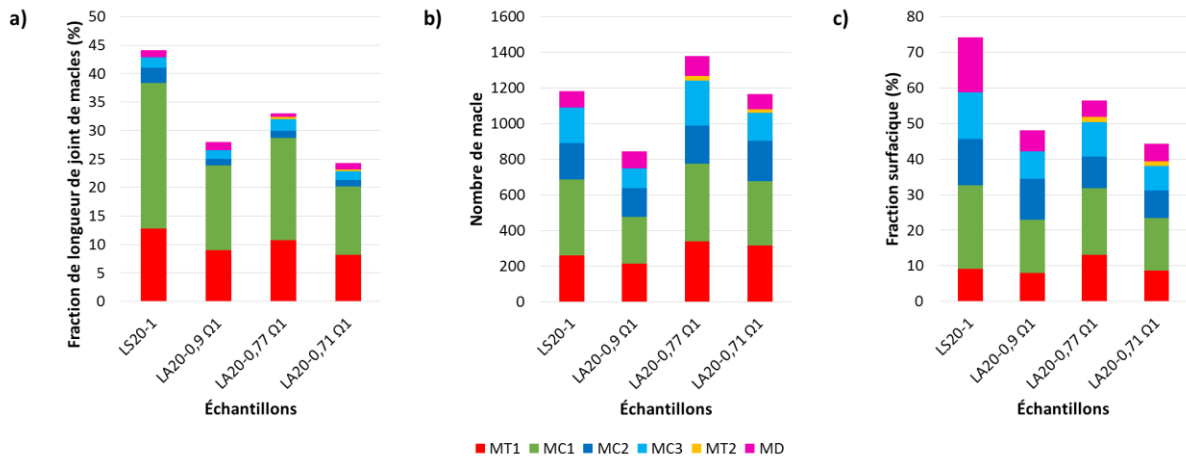 a)
Fraction de longueur de joint de macles (%)
50
45
40
35
30
25
20
15
10
5
0
LS20-1
LA20-0,9 Ω1
LA20-0,77 Ω1
LA20-0,71 Ω1
Échantillons
b)
Nombre de macle
1600
1400
1200
1000
800
600
400
200
0
LS20-1
LA20-0,9 Ω1
LA20-0,77 Ω1
LA20-0,71 Ω1
Échantillons
c)
Fraction surfacique (%)
80
70
60
50
40
30
20
10
0
LS20-1
LA20-0,9 Ω1
LA20-0,77 Ω1
LA20-0,71 Ω1
Échantillons
MT1 MC1 MC2 MC3 MT2 MD